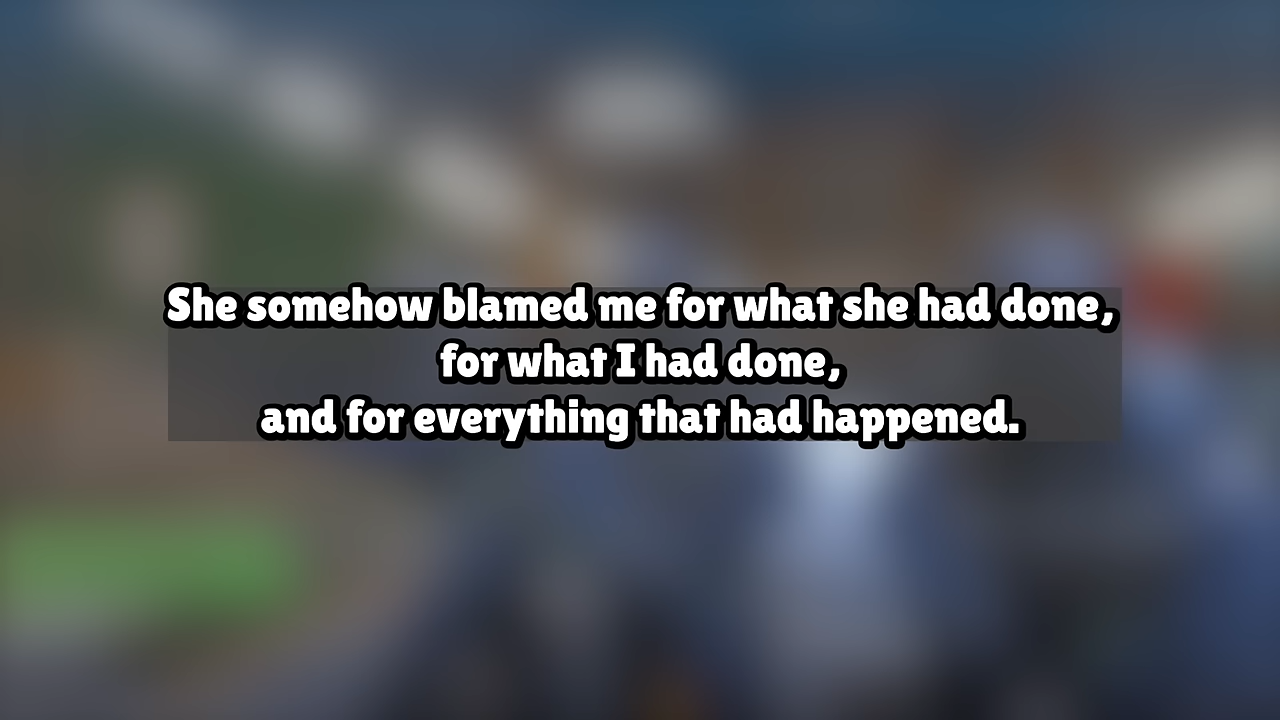 She somehow blamed me for what she had done,
for what I had done,
and for everything that had happened.